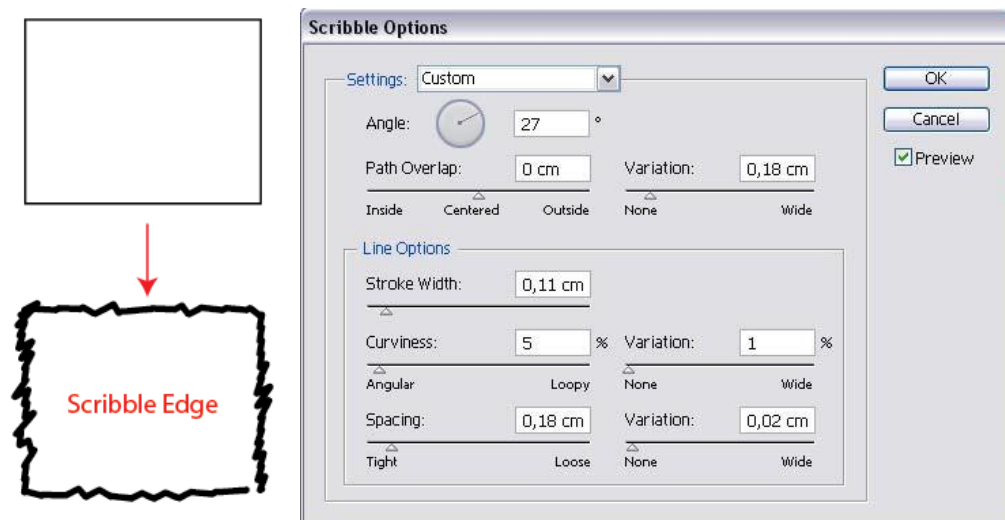 Scribble Options
Settings: Custom
OK
Angle: 27 °
Cancel
Preview
Path Overlap: 0 cm Variation: 0,18 cm
Inside Centered Outside None Wide
Line Options
Stroke Width: 0,11 cm
Curviness: 5 % Variation: 1 %
Angular Loopy None Wide
Spacing: 0,18 cm Variation: 0,02 cm
Tight Loose None Wide
Scribble Edge